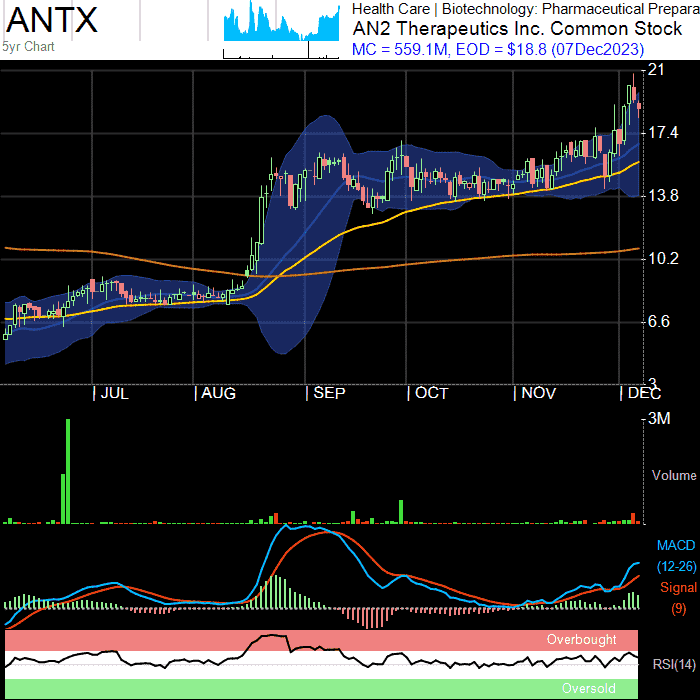 ANTX
5yr Chart
Health Care | Biotechnology: Pharmaceutical Prepara
AN2 Therapeutics Inc. Common Stock
MC = 559.1M, EOD = $18.8 (07Dec2023)
21
17.4
13.8
10.2
6.6
3
JUL
AUG
SEP
OCT
NOV
DEC
3M
Volume
MACD
(12-26)
Signal
(9)
Overbought
RSI(14)
Oversold